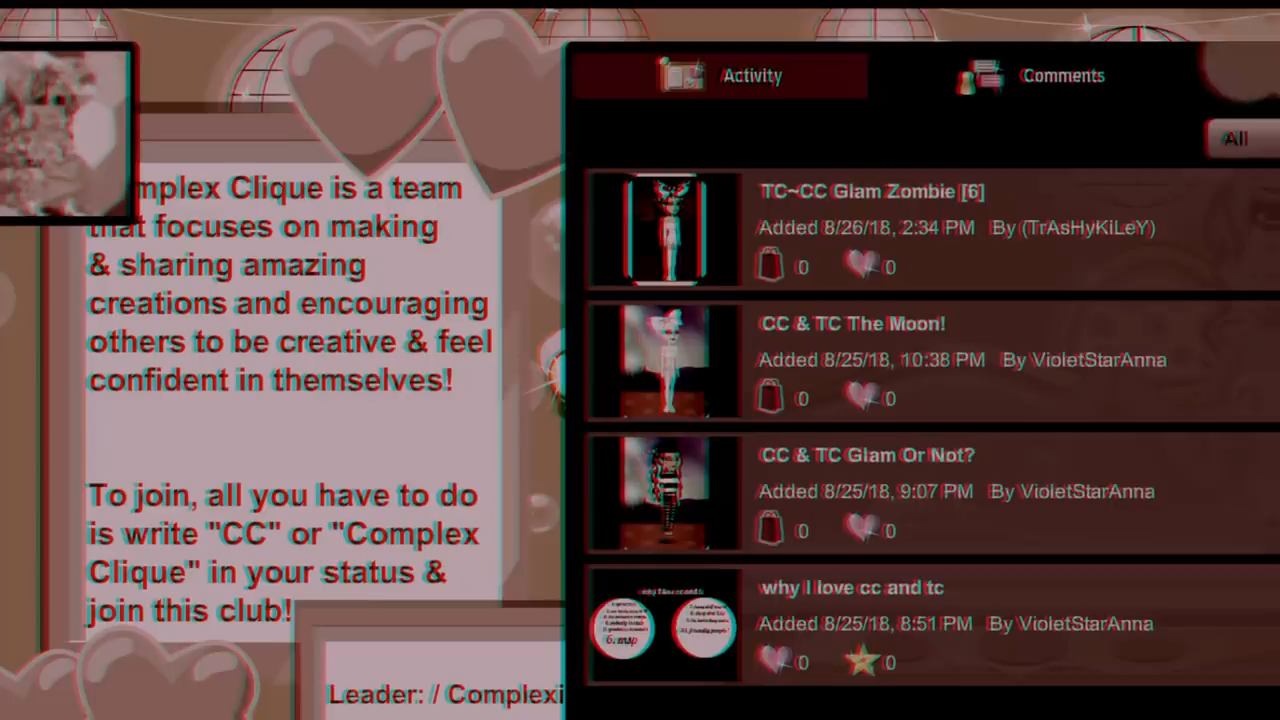 mplex Clique is a team
that focuses on making
& sharing amazing
creations and encouraging
others to be creative & feel
confident in themselves!
To join, all you have to do
is write "CC" or "Complex
Clique" in your status &
join this club!
Leader: / Complexi
Activity
Comments
All
TC~CC Glam Zombie [6]
Added 8/26/18, 2:34 PM By (TrAsHyKiLeY)
0 0
CC & TC The Moon!
Added 8/25/18, 10:38 PM By VioletStarAnna
0 0
CC & TC Glam Or Not?
Added 8/25/18, 9:07 PM By VioletStarAnna
0 0
why I love cc and tc
Added 8/25/18, 8:51 PM By VioletStarAnna
0 0
6. msp